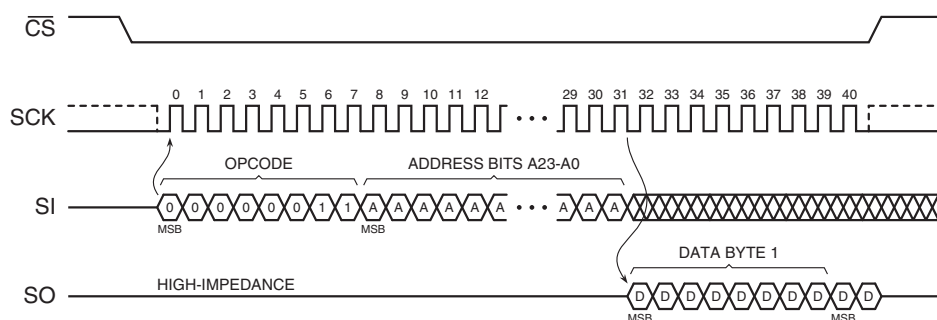 CS
0 1 2 3 4 5 6 7 8 9 10 11 12 29 30 31 32 33 34 35 36 37 38 39 40
SCK
OPCODE ADDRESS BITS A23-A0
SI 0 0 0 0 0 0 1 1 A A A A A A A A A
MSB MSB
DATA BYTE 1
SO HIGH-IMPEDANCE D D D D D D D D D D
MSB MSB